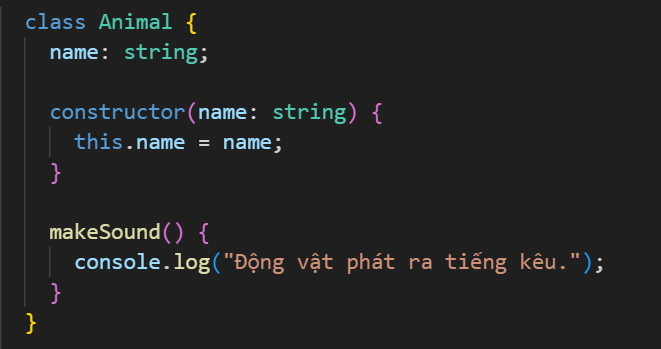 class Animal {
  name: string;

  constructor(name: string) {
    this.name = name;
  }

  makeSound() {
    console.log("Động vật phát ra tiếng kêu.");
  }
}